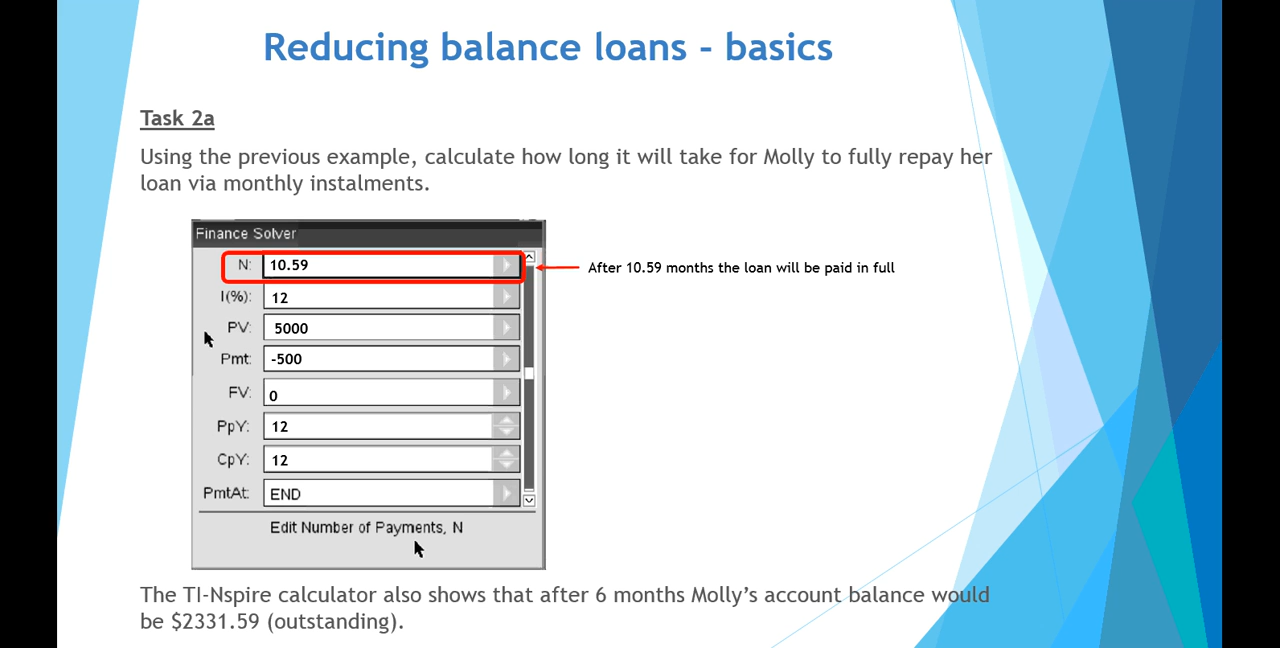 Reducing balance loans - basics
Task 2a
Using the previous example, calculate how long it will take for Molly to fully repay her
loan via monthly instalments.
Finance Solver
N: 10.59
After 10.59 months the loan will be paid in full
I(%): 12
PV: 5000
Pmt: -500
FV: 0
PpY: 12
CpY: 12
PmtAt: END
Edit Number of Payments, N
The TI-Nspire calculator also shows that after 6 months Molly's account balance would
be $2331.59 (outstanding).